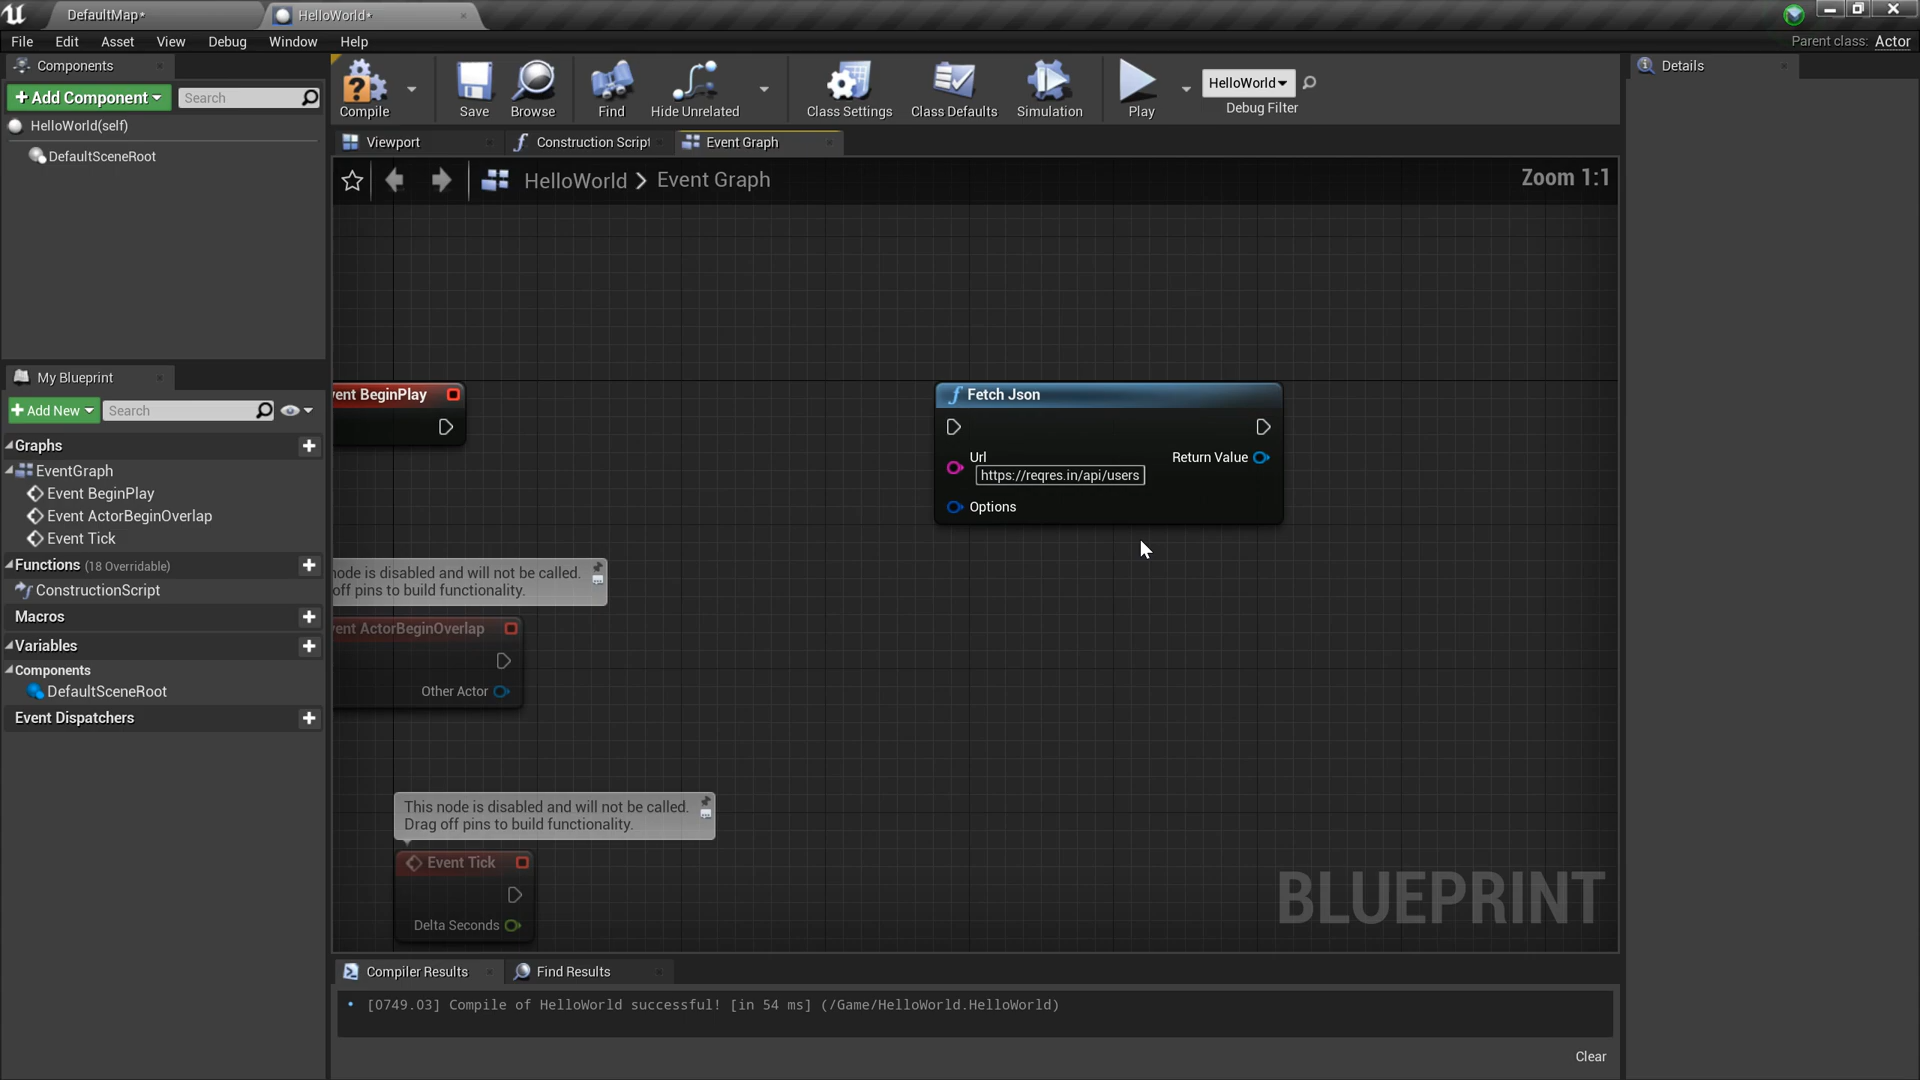 DefaultMap*
HelloWorld*
File Edit Asset View Debug Window Help
Parent class: Actor
Components
Add Component
Search
HelloWorld(self)
DefaultSceneRoot
Compile
Save
Browse
Find
Hide Unrelated
Class Settings
Class Defaults
Simulation
Play
HelloWorld
Debug Filter
Details
Viewport
Construction Script
Event Graph
HelloWorld > Event Graph
Zoom 1:1
My Blueprint
Add New
Search
Graphs
EventGraph
Event BeginPlay
Event ActorBeginOverlap
Event Tick
Functions (18 Overridable)
ConstructionScript
Macros
Variables
Components
DefaultSceneRoot
Event Dispatchers
vent BeginPlay
Fetch Json
Url
https://reqres.in/api/users
Return Value
Options
node is disabled and will not be called.
off pins to build functionality.
vent ActorBeginOverlap
Other Actor
This node is disabled and will not be called.
Drag off pins to build functionality.
Event Tick
Delta Seconds
BLUEPRINT
Compiler Results
Find Results
[0749.03] Compile of HelloWorld successful! [in 54 ms] (/Game/HelloWorld.HelloWorld)
Clear